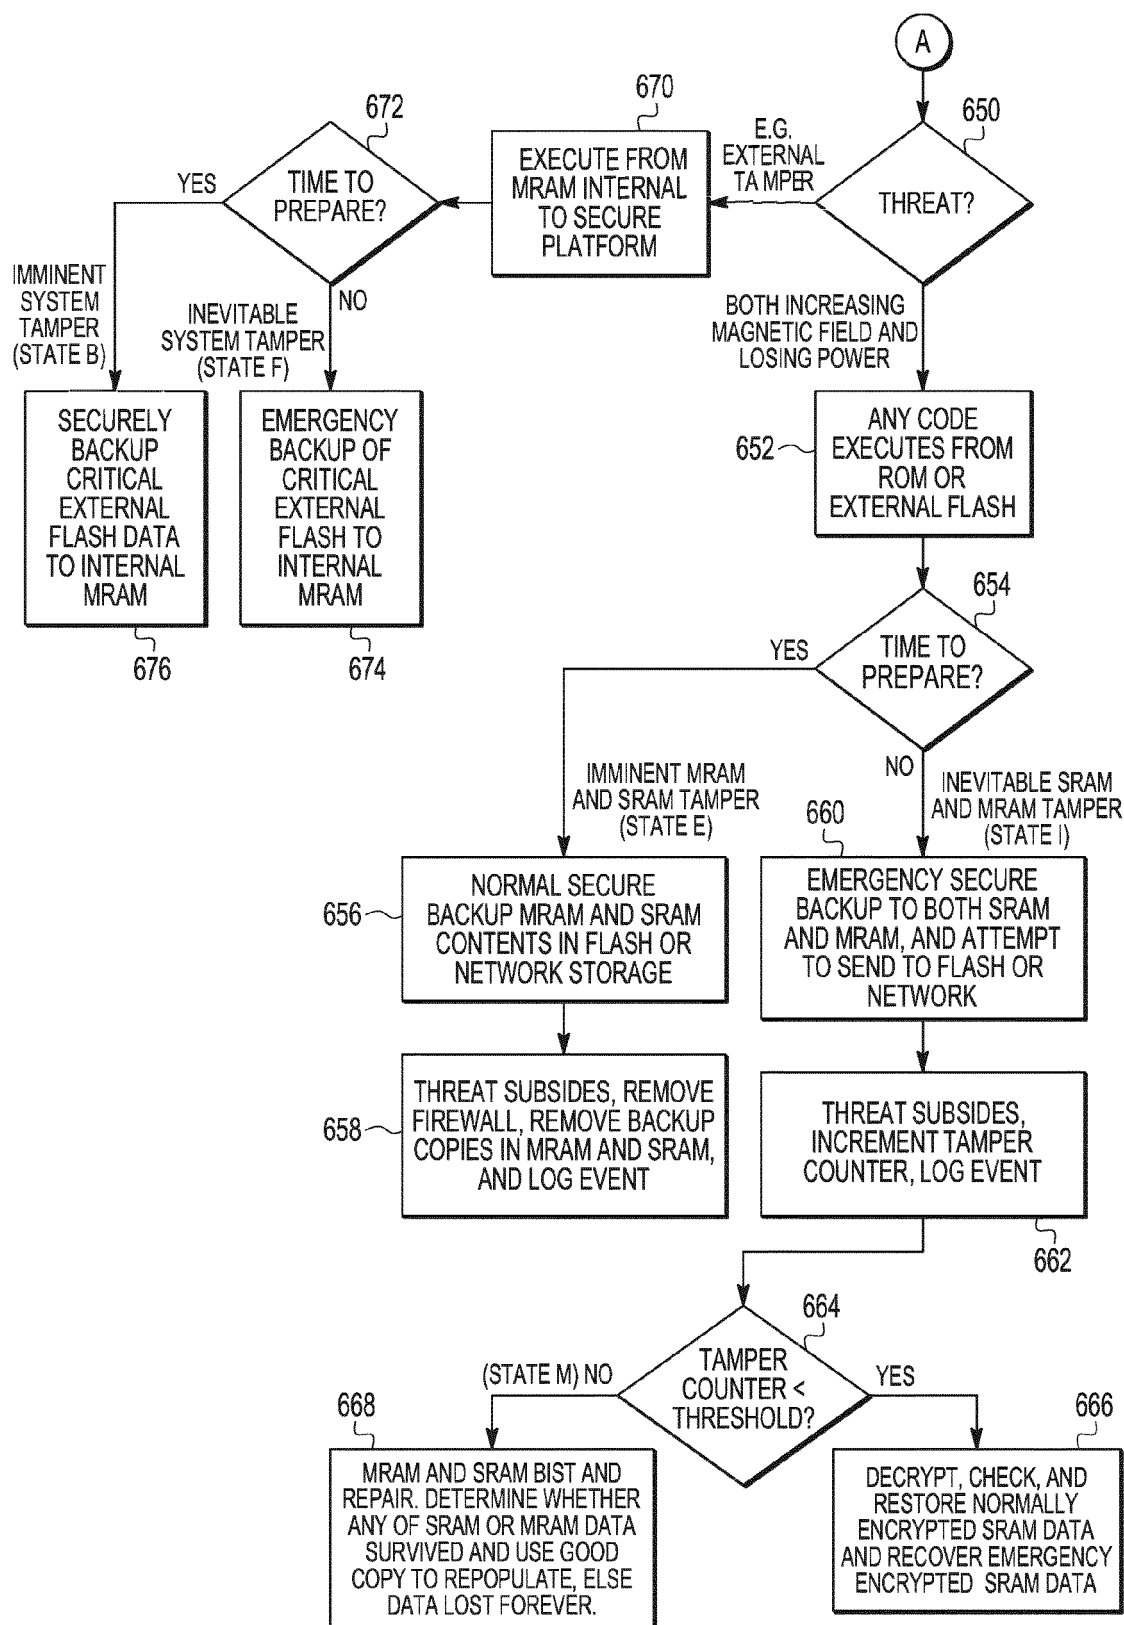 A
650
THREAT?
E.G.
EXTERNAL
TAMPER
670
EXECUTE FROM
MRAM INTERNAL
TO SECURE
PLATFORM
672
TIME TO
PREPARE?
YES
IMMINENT
SYSTEM
TAMPER
(STATE B)
NO
INEVITABLE
SYSTEM TAMPER
(STATE F)
SECURELY
BACKUP
CRITICAL
EXTERNAL
FLASH DATA
TO INTERNAL
MRAM
676
EMERGENCY
BACKUP OF
CRITICAL
EXTERNAL
FLASH TO
INTERNAL
MRAM
674
BOTH INCREASING
MAGNETIC FIELD AND
LOSING POWER
652
ANY CODE
EXECUTES FROM
ROM OR
EXTERNAL FLASH
654
TIME TO
PREPARE?
YES
IMMINENT MRAM
AND SRAM TAMPER
(STATE E)
NO
INEVITABLE SRAM
AND MRAM TAMPER
(STATE I)
656
NORMAL SECURE
BACKUP MRAM AND SRAM
CONTENTS IN FLASH OR
NETWORK STORAGE
660
EMERGENCY SECURE
BACKUP TO BOTH SRAM
AND MRAM, AND ATTEMPT
TO SEND TO FLASH OR
NETWORK
658
THREAT SUBSIDES, REMOVE
FIREWALL, REMOVE BACKUP
COPIES IN MRAM AND SRAM,
AND LOG EVENT
THREAT SUBSIDES,
INCREMENT TAMPER
COUNTER, LOG EVENT
662
664
TAMPER
COUNTER <
THRESHOLD?
(STATE M) NO
YES
668
MRAM AND SRAM BIST AND
REPAIR. DETERMINE WHETHER
ANY OF SRAM OR MRAM DATA
SURVIVED AND USE GOOD
COPY TO REPOPULATE, ELSE
DATA LOST FOREVER.
666
DECRYPT, CHECK, AND
RESTORE NORMALLY
ENCRYPTED SRAM DATA
AND RECOVER EMERGENCY
ENCRYPTED SRAM DATA